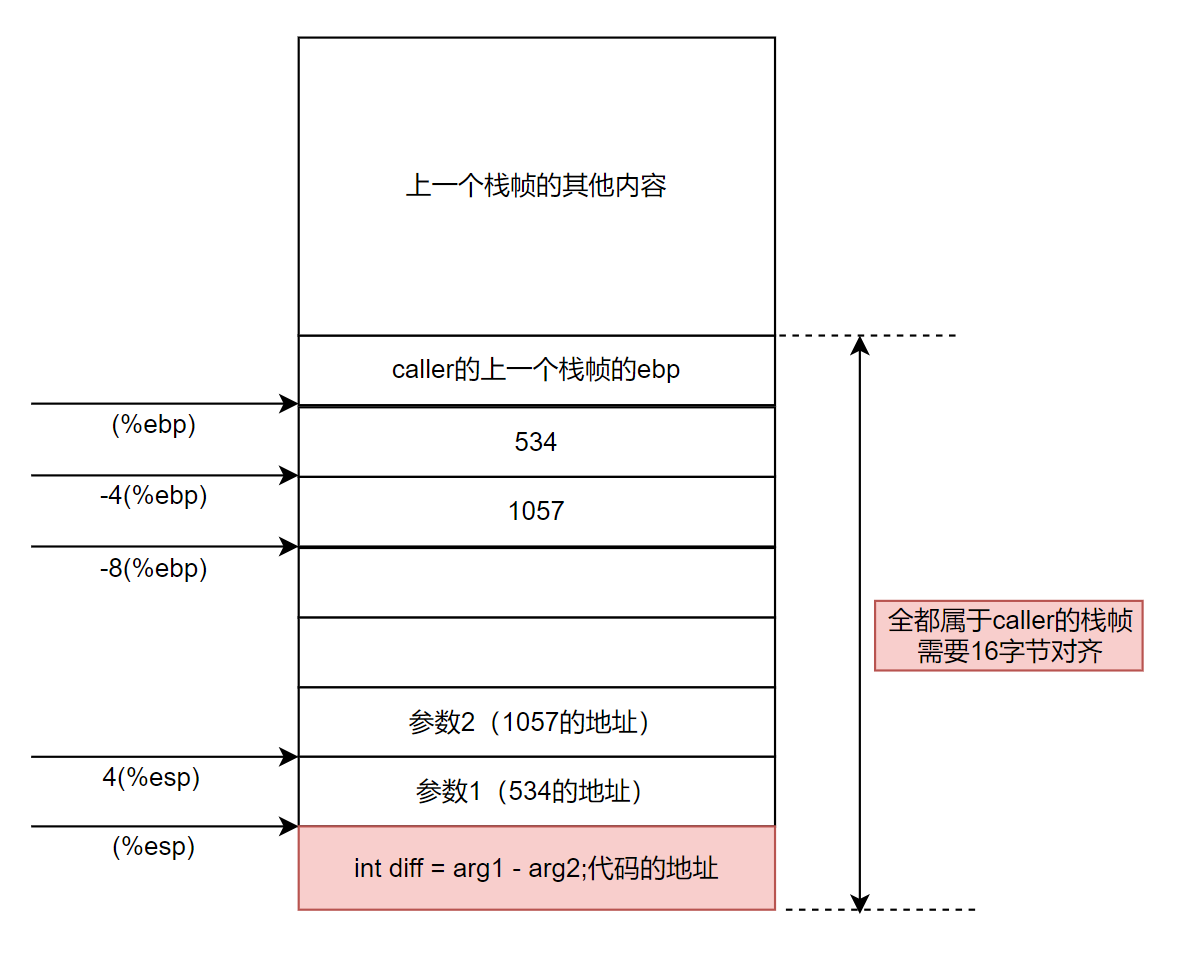 上一个栈帧的其他内容
caller的上一个栈帧的ebp
(%ebp)
534
-4(%ebp)
1057
-8(%ebp)
全都属于caller的栈帧
需要16字节对齐
参数2（1057的地址）
4(%esp)
参数1（534的地址）
(%esp)
int diff = arg1 - arg2;代码的地址